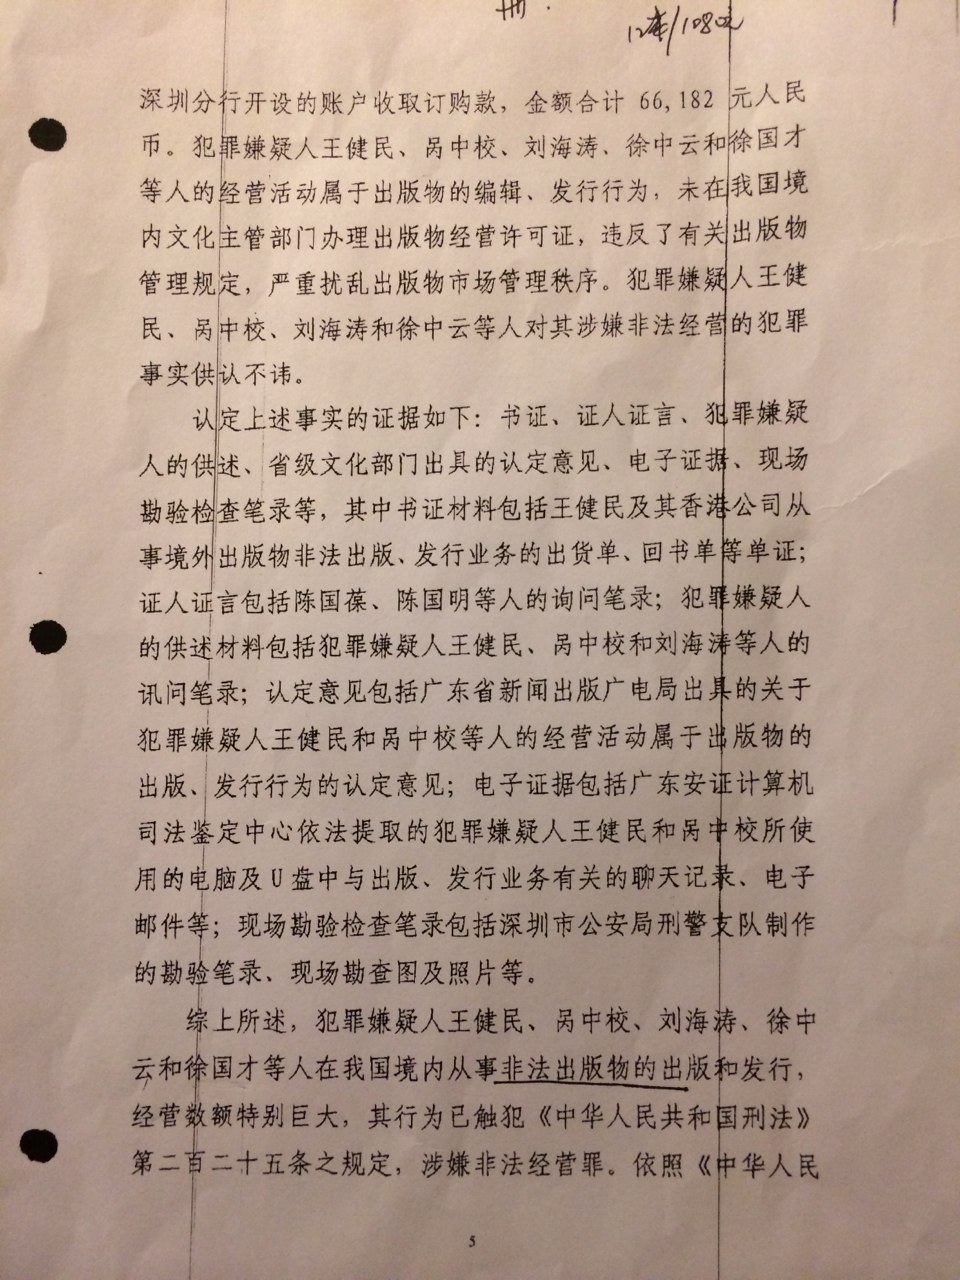 册.
12本/1080元
深圳分行开设的账户收取订购款，金额合计 66,182 元人民
币。犯罪嫌疑人王健民、呙中校、刘海涛、徐中云和徐国才
等人的经营活动属于出版物的编辑、发行行为，未在我国境
内文化主管部门办理出版物经营许可证，违反了有关出版物
管理规定，严重扰乱出版物市场管理秩序。犯罪嫌疑人王健
民、呙中校、刘海涛和徐中云等人对其涉嫌非法经营的犯罪
事实供认不讳。
认定上述事实的证据如下：书证、证人证言、犯罪嫌疑
人的供述、省级文化部门出具的认定意见、电子证据、现场
勘验检查笔录等，其中书证材料包括王健民及其香港公司从
事境外出版物非法出版、发行业务的出货单、回书单等单证；
证人证言包括陈国葆、陈国明等人的询问笔录；犯罪嫌疑人
的供述材料包括犯罪嫌疑人王健民、呙中校和刘海涛等人的
讯问笔录；认定意见包括广东省新闻出版广电局出具的关于
犯罪嫌疑人王健民和呙中校等人的经营活动属于出版物的
出版、发行行为的认定意见；电子证据包括广东安证计算机
司法鉴定中心依法提取的犯罪嫌疑人王健民和呙中校所使
用的电脑及U盘中与出版、发行业务有关的聊天记录、电子
邮件等；现场勘验检查笔录包括深圳市公安局刑警支队制作
的勘验笔录、现场勘查图及照片等。
综上所述，犯罪嫌疑人王健民、呙中校、刘海涛、徐中
云和徐国才等人在我国境内从事非法出版物的出版和发行，
经营数额特别巨大，其行为已触犯《中华人民共和国刑法》
第二百二十五条之规定，涉嫌非法经营罪。依照《中华人民
5